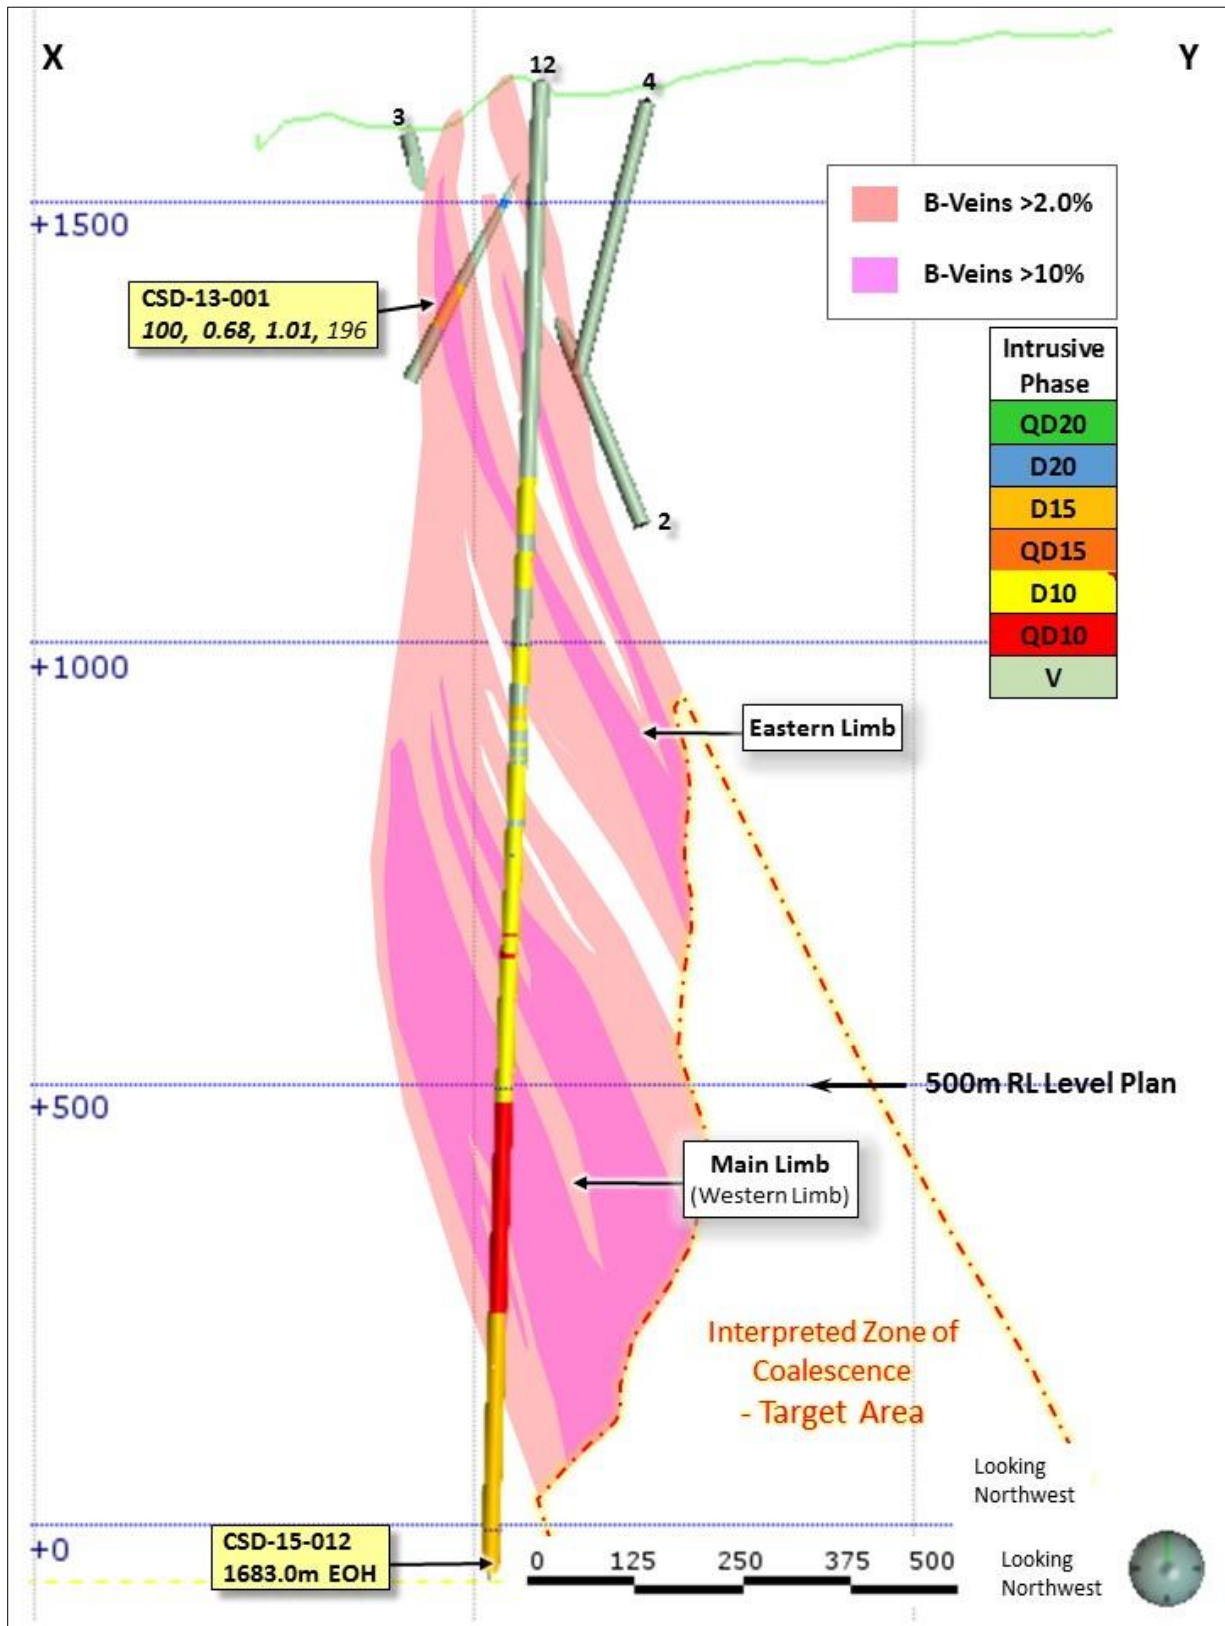 X
Y
12
4
3
+1500
B-Veins >2.0%
B-Veins >10%
CSD-13-001
100, 0.68, 1.01, 196
Intrusive
Phase
QD20
D20
D15
QD15
D10
QD10
V
2
+1000
Eastern Limb
500m RL Level Plan
+500
Main Limb
(Western Limb)
Interpreted Zone of
Coalescence
- Target Area
Looking
Northwest
+0
CSD-15-012
1683.0m EOH
0 125 250 375 500
Looking
Northwest